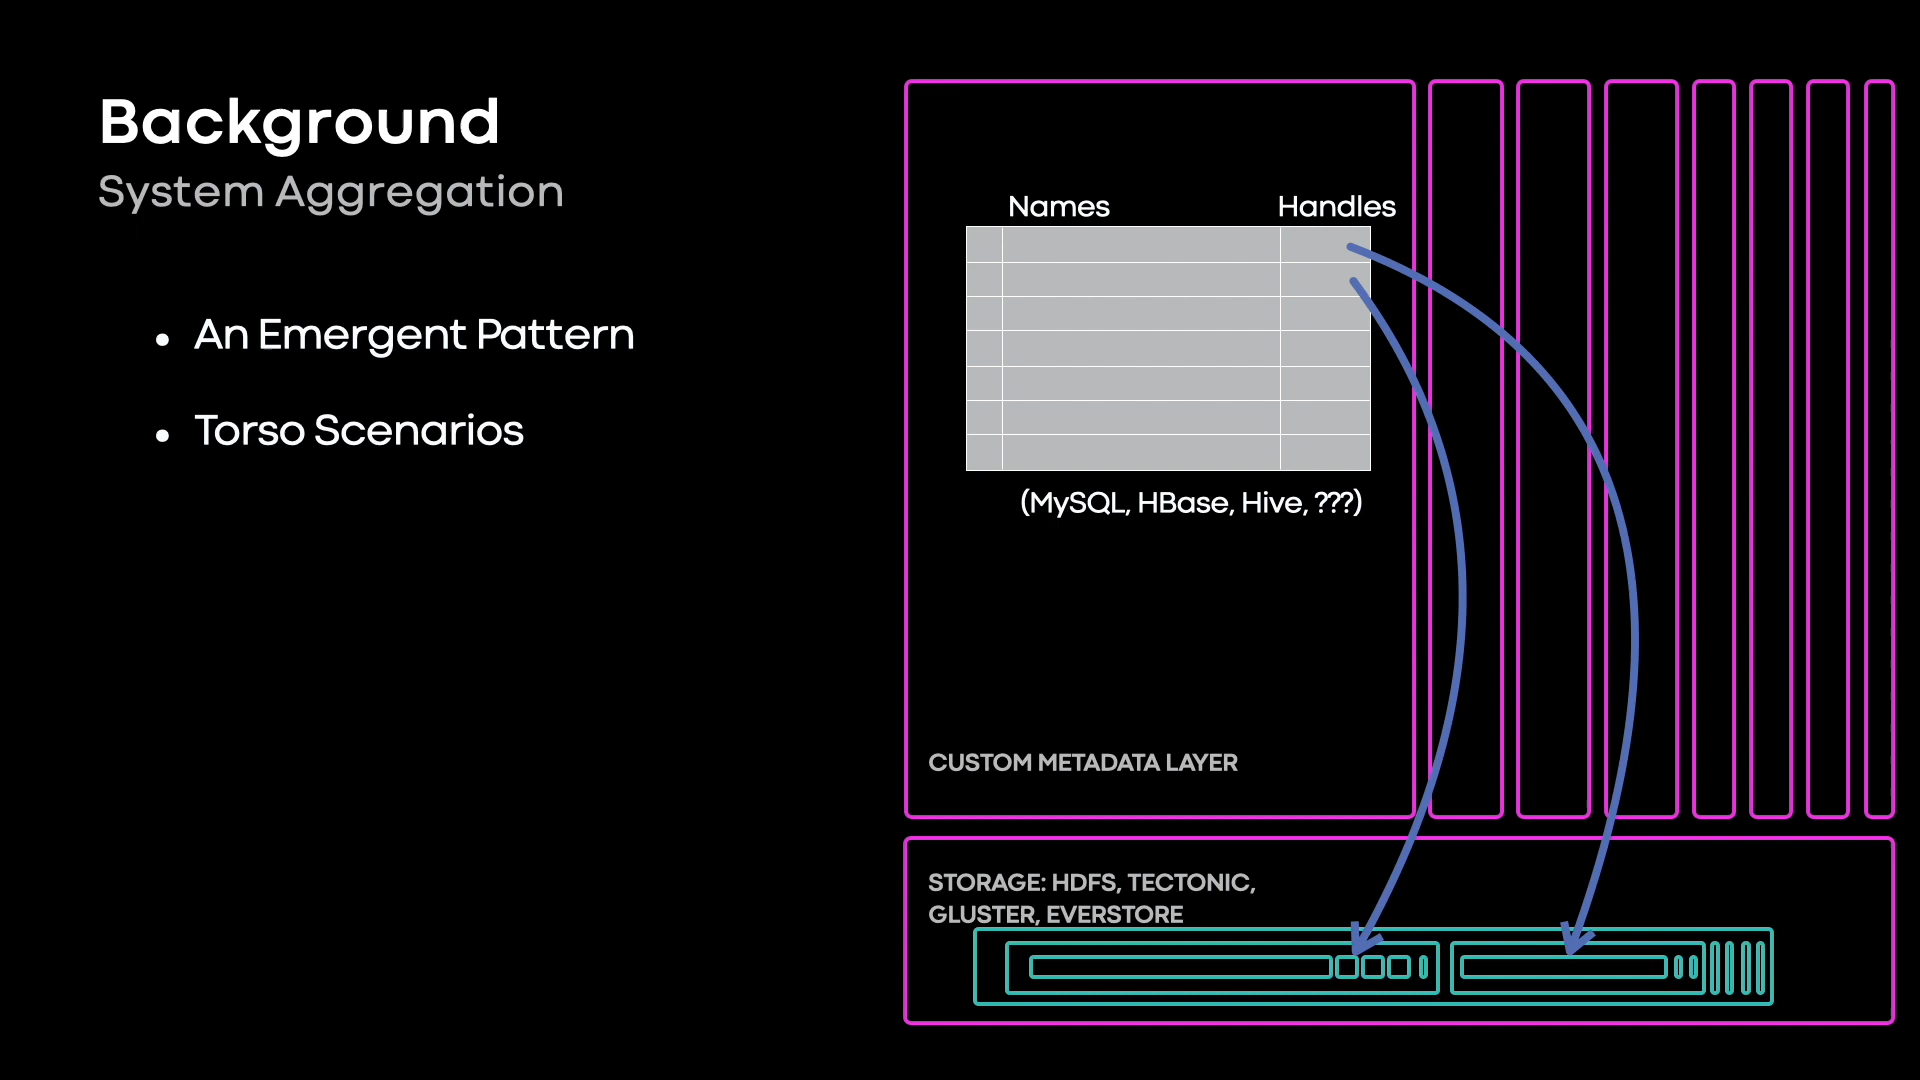 Background
System Aggregation
• An Emergent Pattern
• Torso Scenarios
Names Handles
(MySQL, HBase, Hive, ???)
CUSTOM METADATA LAYER
STORAGE: HDFS, TECTONIC,
GLUSTER, EVERSTORE